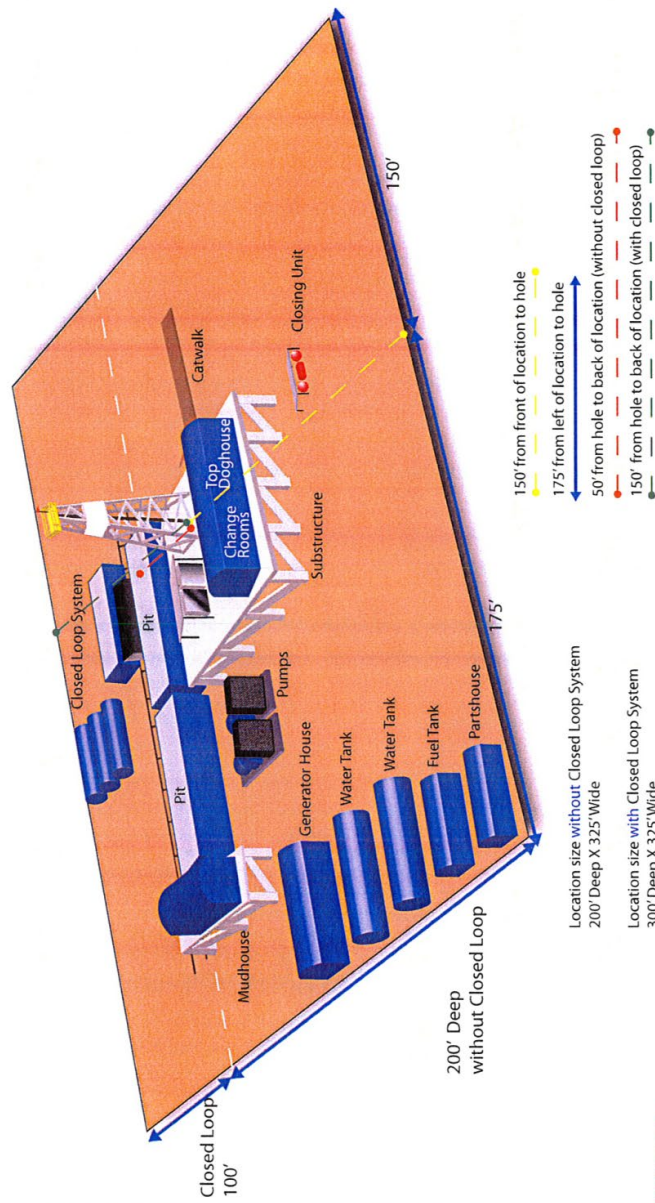 Closed Loop
100'
200' Deep
without Closed Loop
Closed Loop System
Pit
Pit
Mudhouse
Generator House
Water Tank
Water Tank
Fuel Tank
Partshouse
Pumps
Change
Rooms
Top
Doghouse
Substructure
Catwalk
Closing Unit
175'
150'
Location size without Closed Loop System
200' Deep X 325' Wide
Location size with Closed Loop System
300' Deep X 325' Wide
150' from front of location to hole
175' from left of location to hole
50' from hole to back of location (without closed loop)
150' from hole to back of location (with closed loop)